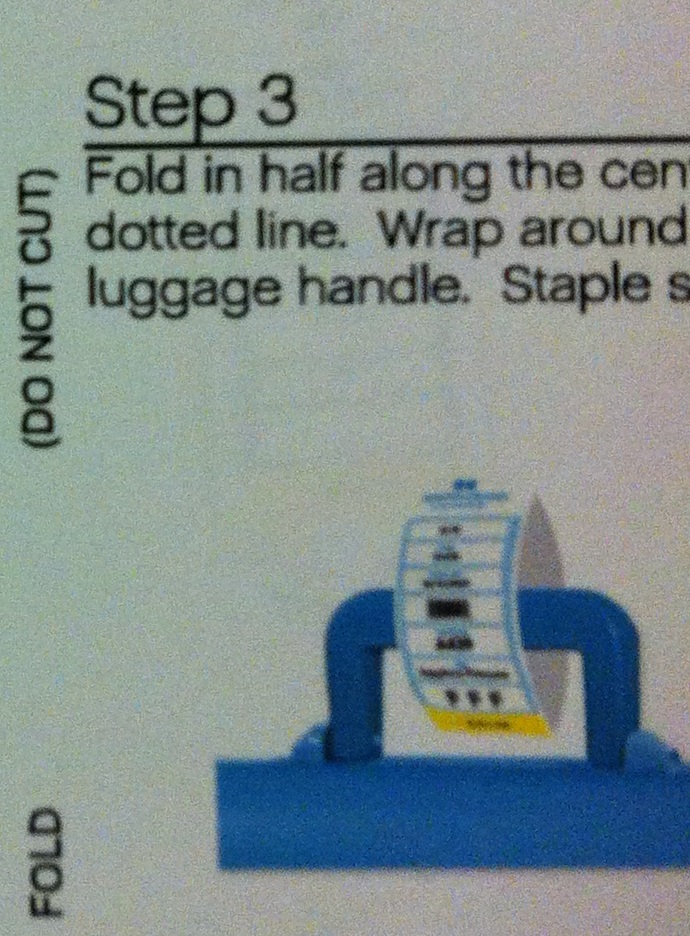 Step 3
Fold in half along the cen
dotted line. Wrap around
luggage handle. Staple s
(DO NOT CUT)
FOLD